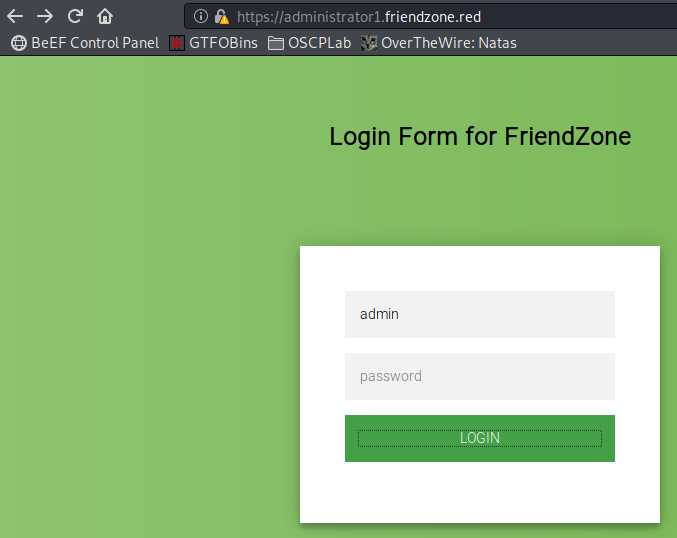 https://administrator1.friendzone.red
BeEF Control Panel GTFOBins OSCPLab OverTheWire: Natas
Login Form for FriendZone
admin
password
LOGIN